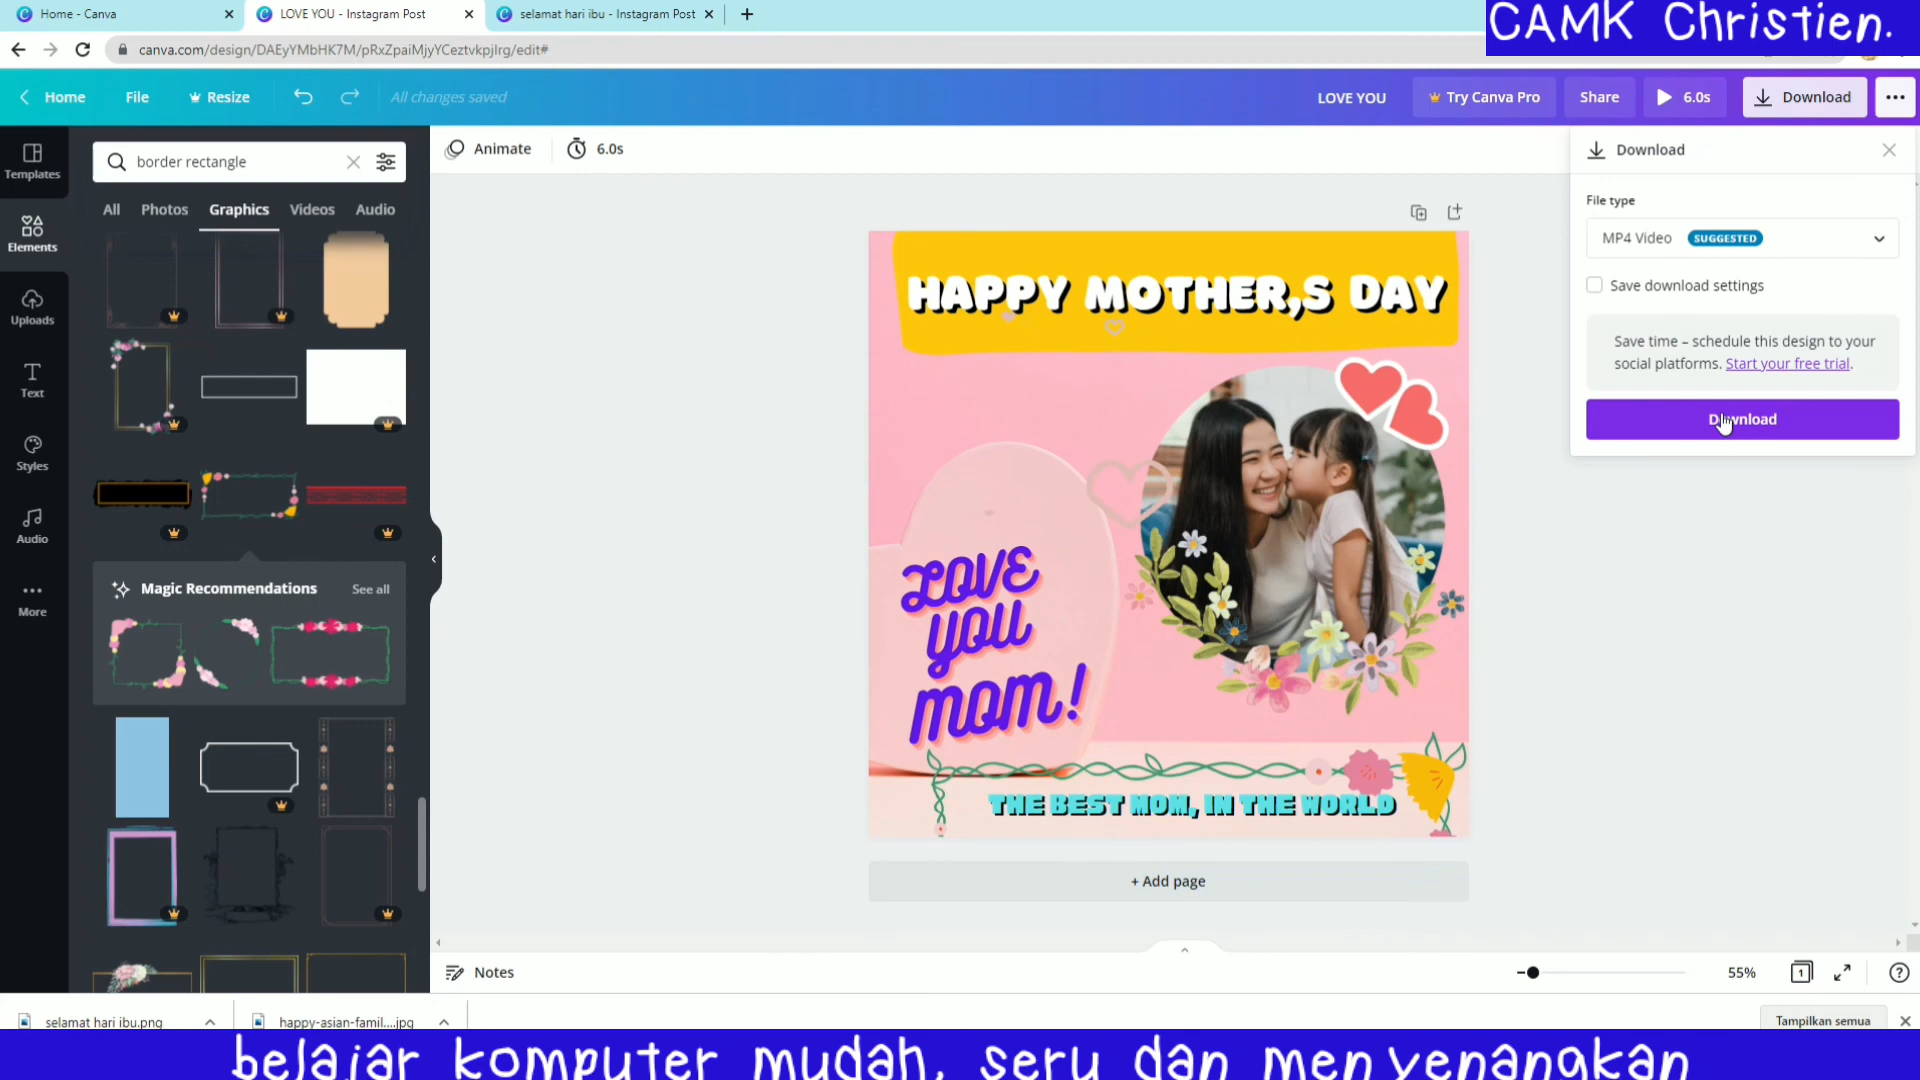 Home - Canva
LOVE YOU - Instagram Post
selamat hari ibu - Instagram Post
CAMK Christien.
canva.com/design/DAEyYMbHK7M/pRxZpaiMjyYCeztvkpjlrg/edit#
Home
File
Resize
All changes saved
LOVE YOU
Try Canva Pro
Share
6.0s
Download
Templates
Elements
Uploads
Text
Styles
Audio
More
border rectangle
All
Photos
Graphics
Videos
Audio
Magic Recommendations
See all
Animate
6.0s
HAPPY MOTHER,S DAY
LOVE
YOU
MOM!
THE BEST MOM, IN THE WORLD
+ Add page
Download
File type
MP4 Video
SUGGESTED
Save download settings
Save time – schedule this design to your
social platforms. Start your free trial.
Download
Notes
55%
1
selamat hari ibu.png
happy-asian-famil....jpg
Tampilkan semua
belajar komputer mudah, seru dan menyenangkan